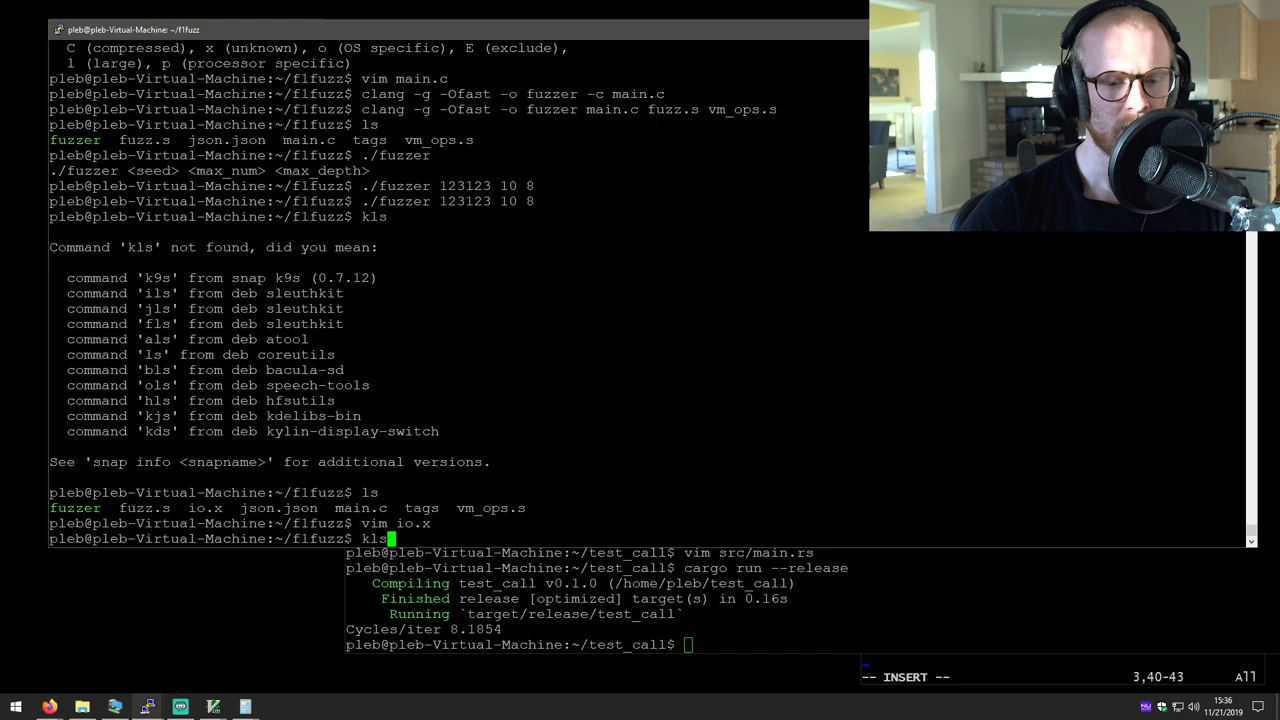 pleb@pleb-Virtual-Machine: ~/f1fuzz
C (compressed), x (unknown), o (OS specific), E (exclude),
l (large), p (processor specific)
pleb@pleb-Virtual-Machine:~/f1fuzz$ vim main.c
pleb@pleb-Virtual-Machine:~/f1fuzz$ clang -g -Ofast -o fuzzer -c main.c
pleb@pleb-Virtual-Machine:~/f1fuzz$ clang -g -Ofast -o fuzzer main.c fuzz.s vm_ops.s
pleb@pleb-Virtual-Machine:~/f1fuzz$ ls
fuzzer fuzz.s json.json main.c tags vm_ops.s
pleb@pleb-Virtual-Machine:~/f1fuzz$ ./fuzzer
./fuzzer <seed> <max_num> <max_depth>
pleb@pleb-Virtual-Machine:~/f1fuzz$ ./fuzzer 123123 10 8
pleb@pleb-Virtual-Machine:~/f1fuzz$ ./fuzzer 123123 10 8
pleb@pleb-Virtual-Machine:~/f1fuzz$ kls
Command 'kls' not found, did you mean:
command 'k9s' from snap k9s (0.7.12)
command 'ils' from deb sleuthkit
command 'jls' from deb sleuthkit
command 'fls' from deb sleuthkit
command 'als' from deb atool
command 'ls' from deb coreutils
command 'bls' from deb bacula-sd
command 'ols' from deb speech-tools
command 'hls' from deb hfsutils
command 'kjs' from deb kdelibs-bin
command 'kds' from deb kylin-display-switch
See 'snap info <snapname>' for additional versions.
pleb@pleb-Virtual-Machine:~/f1fuzz$ ls
fuzzer fuzz.s io.x json.json main.c tags vm_ops.s
pleb@pleb-Virtual-Machine:~/f1fuzz$ vim io.x
pleb@pleb-Virtual-Machine:~/f1fuzz$ kls
pleb@pleb-Virtual-Machine:~/test_call$ vim src/main.rs
pleb@pleb-Virtual-Machine:~/test_call$ cargo run --release
Compiling test_call v0.1.0 (/home/pleb/test_call)
Finished release [optimized] target(s) in 0.16s
Running `target/release/test_call`
Cycles/iter 8.1854
pleb@pleb-Virtual-Machine:~/test_call$
-- INSERT -- 3,40-43 All
15:36
11/21/2019